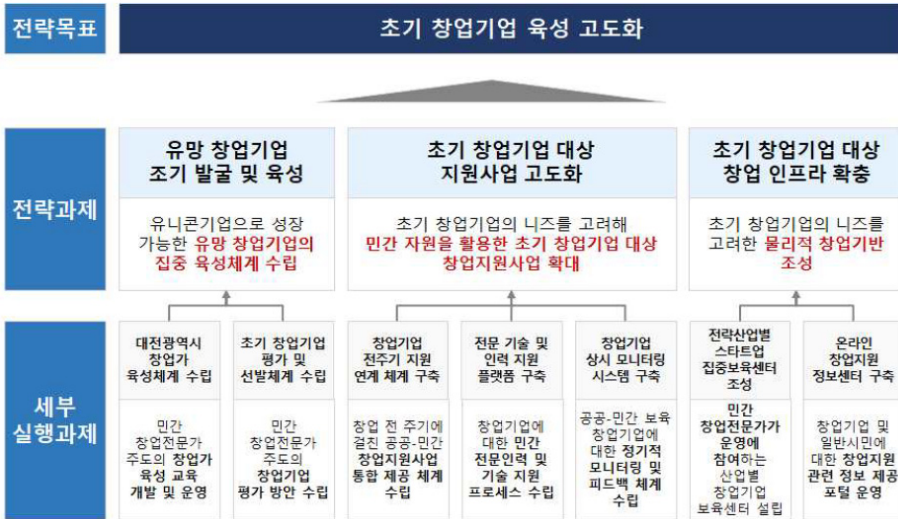 전략목표
초기 창업기업 육성 고도화
전략과제
유망 창업기업
조기 발굴 및 육성
유니콘기업으로 성장
가능한 유망 창업기업의
집중 육성체계 수립
초기 창업기업 대상
지원사업 고도화
초기 창업기업의 니즈를 고려해
민간 자원을 활용한 초기 창업기업 대상
창업지원사업 확대
초기 창업기업 대상
창업 인프라 확충
초기 창업기업의 니즈를
고려한 물리적 창업기반
조성
세부
실행과제
대전광역시
창업가
육성체계 수립
민간
창업전문가
주도의 창업가
육성 교육
개발 및 운영
초기 창업기업
평가 및
선발체계 수립
민간
창업전문가
주도의
창업기업
평가 방안 수립
창업기업
전주기 지원
연계 체계 구축
창업 전 주기에
걸친 공공-민간
창업지원사업
통합 제공 체계
수립
전문 기술 및
인력 지원
플랫폼 구축
창업기업에
대한 민간
전문인력 및
기술 지원
프로세스 수립
창업기업
상시 모니터링
시스템 구축
공공-민간 보육
창업기업에
대한 정기적
모니터링 및
피드백 체계
수립
전략산업별
스타트업
집중보육센터
조성
민간
창업전문가가
운영에
참여하는
산업별
창업기업
보육센터 설립
온라인
창업지원
정보센터 구축
창업기업 및
일반시민에
대한 창업지원
관련 정보 제공
포털 운영